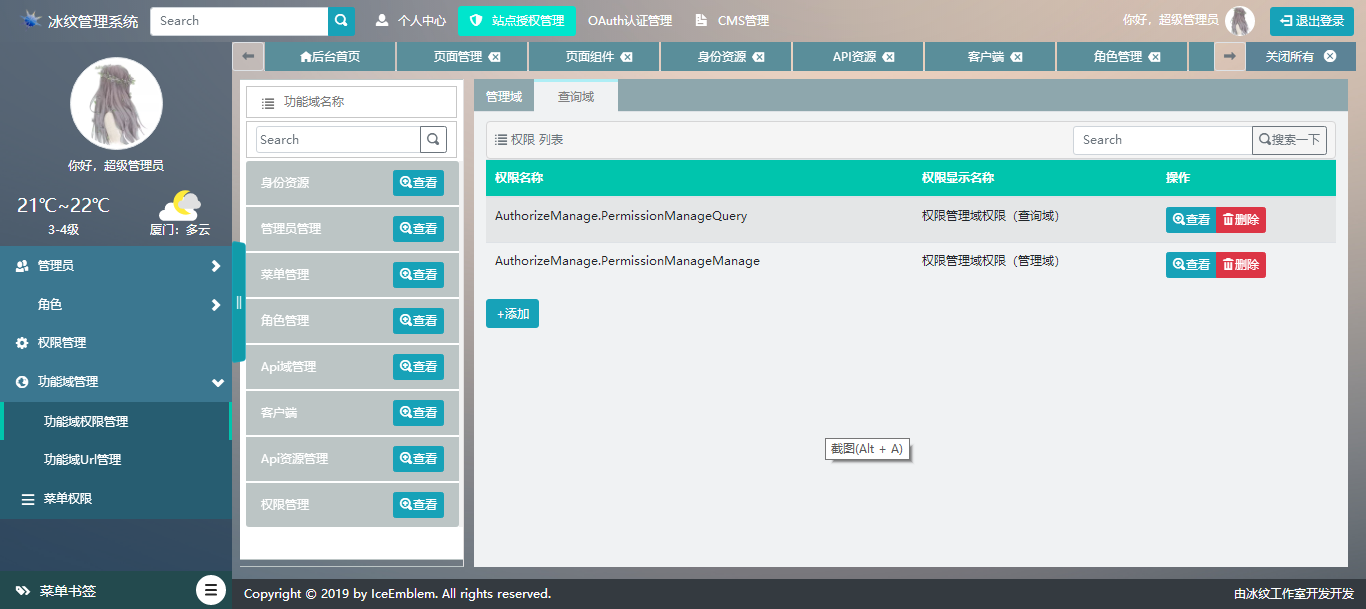 冰纹管理系统 Search 个人中心 站点授权管理 OAuth认证管理 CMS管理 你好，超级管理员 退出登录
后台首页 页面管理 页面组件 身份资源 API资源 客户端 角色管理 关闭所有
你好，超级管理员
21℃~22℃
3-4级 厦门：多云
管理员
角色
权限管理
功能域管理
功能域权限管理
功能域Url管理
菜单权限
菜单书签
功能域名称
Search
身份资源 查看
管理员管理 查看
菜单管理 查看
角色管理 查看
Api域管理 查看
客户端 查看
Api资源管理 查看
权限管理 查看
管理域 查询域
权限 列表 Search 搜索一下
权限名称 权限显示名称 操作
AuthorizeManage.PermissionManageQuery 权限管理域权限（查询域） 查看 删除
AuthorizeManage.PermissionManageManage 权限管理域权限（管理域） 查看 删除
+添加
截图(Alt + A)
Copyright © 2019 by IceEmblem. All rights reserved. 由冰纹工作室开发开发